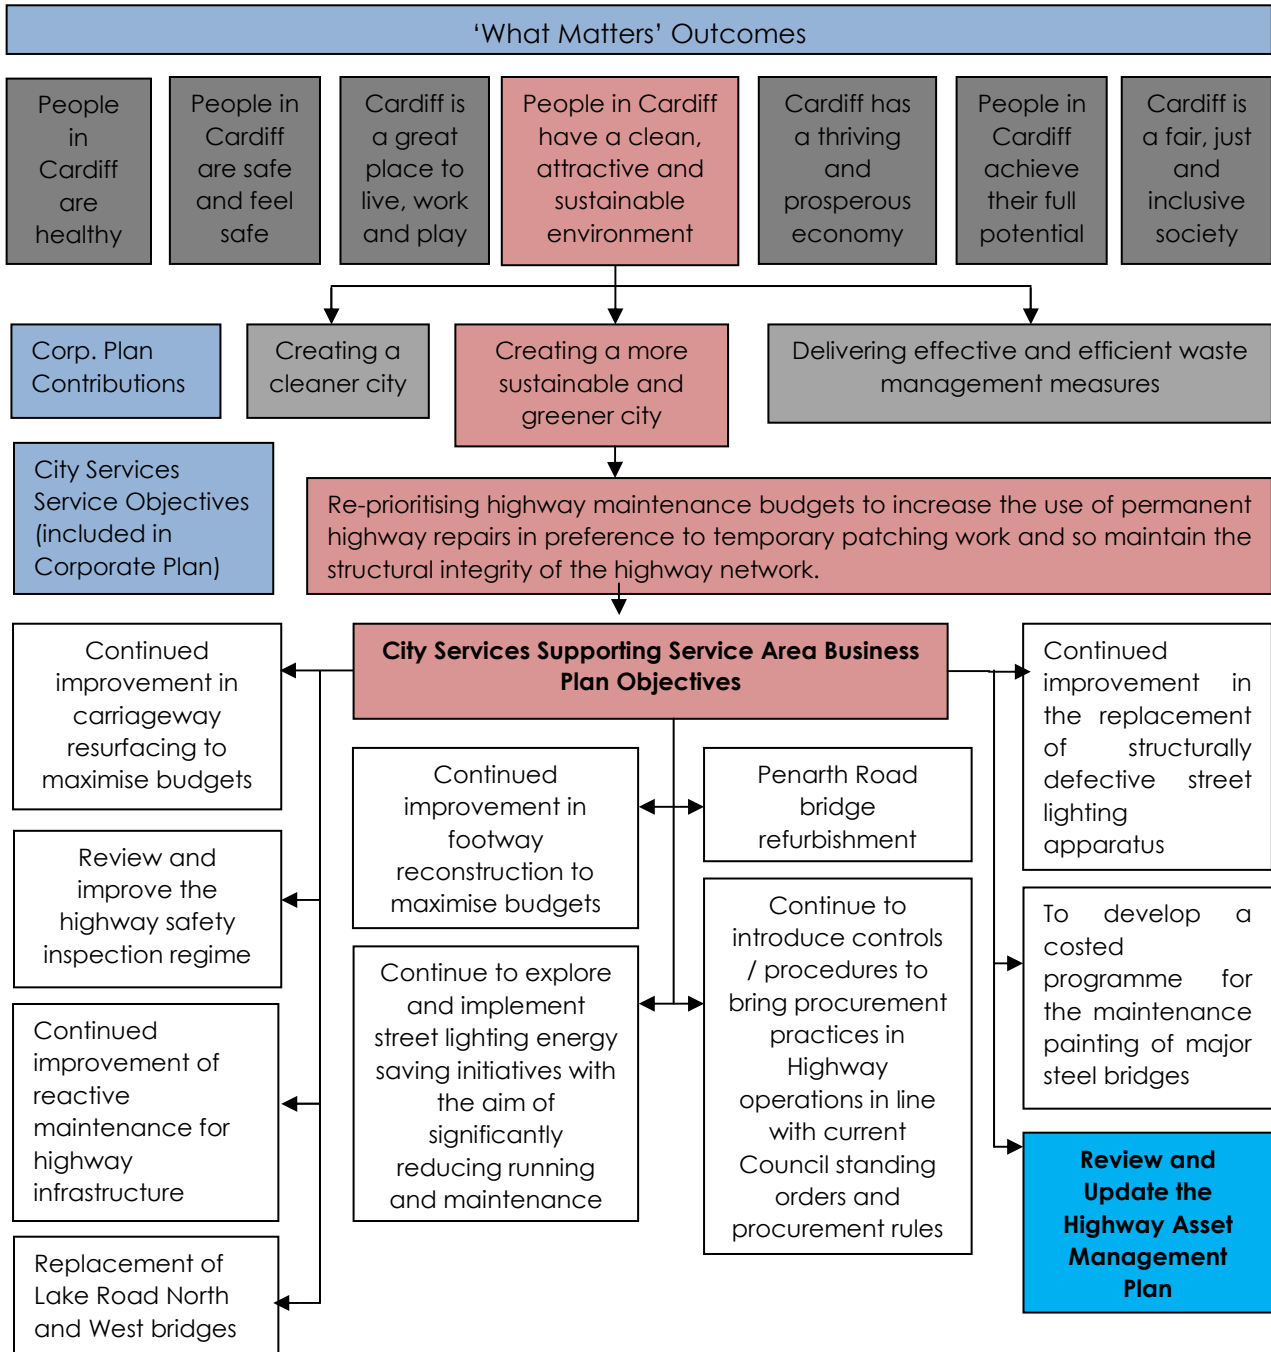 ‘What Matters’ Outcomes
People
in
Cardiff
are
healthy
People in
Cardiff
are safe
and feel
safe
Cardiff is
a great
place to
live, work
and play
People in Cardiff
have a clean,
attractive and
sustainable
environment
Cardiff has
a thriving
and
prosperous
economy
People in
Cardiff
achieve
their full
potential
Cardiff is
a fair, just
and
inclusive
society
Corp. Plan
Contributions
Creating a
cleaner city
Creating a more
sustainable and
greener city
Delivering effective and efficient waste
management measures
City Services
Service Objectives
(included in
Corporate Plan)
Re-prioritising highway maintenance budgets to increase the use of permanent
highway repairs in preference to temporary patching work and so maintain the
structural integrity of the highway network.
City Services Supporting Service Area Business
Plan Objectives
Continued
improvement in
carriageway
resurfacing to
maximise budgets
Review and
improve the
highway safety
inspection regime
Continued
improvement of
reactive
maintenance for
highway
infrastructure
Replacement of
Lake Road North
and West bridges
Continued
improvement in
footway
reconstruction to
maximise budgets
Continue to explore
and implement
street lighting energy
saving initiatives with
the aim of
significantly
reducing running
and maintenance
Penarth Road
bridge
refurbishment
Continue to
introduce controls
/ procedures to
bring procurement
practices in
Highway
operations in line
with current
Council standing
orders and
procurement rules
Continued
improvement in
the replacement
of structurally
defective street
lighting
apparatus
To develop a
costed
programme for
the maintenance
painting of major
steel bridges
Review and
Update the
Highway Asset
Management
Plan